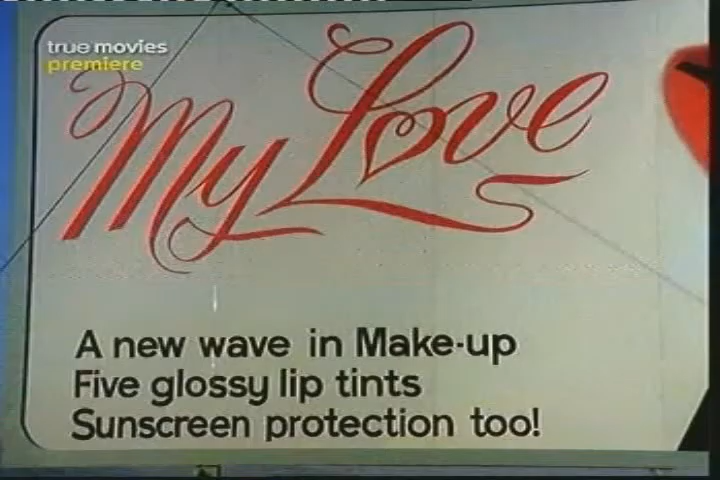 true movies
premiere
My Love
A new wave in Make-up
Five glossy lip tints
Sunscreen protection too!